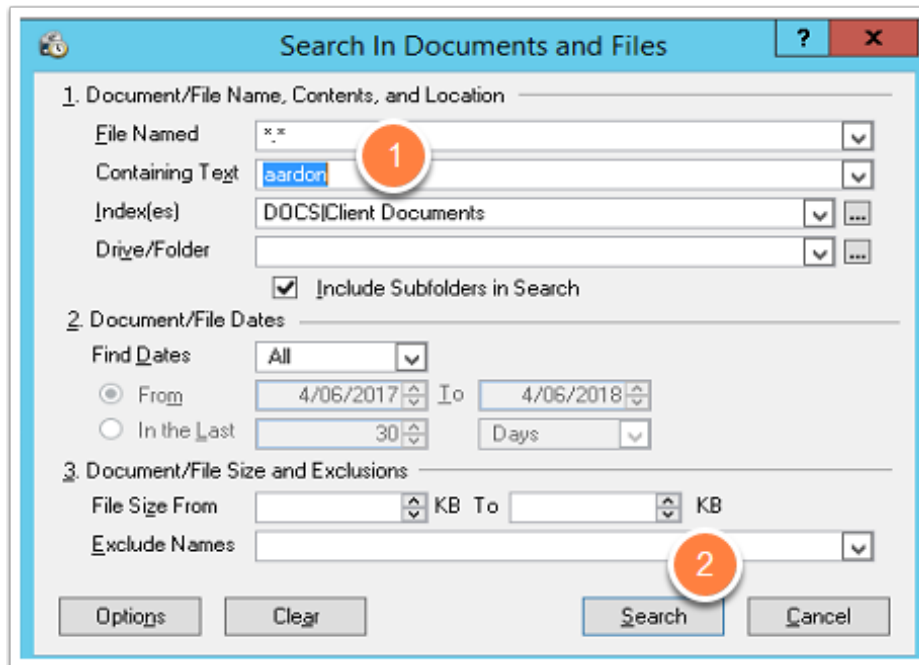 Search In Documents and Files ? x
1. Document/File Name, Contents, and Location
File Named *.*
1
Containing Text aardon
Index(es) DOCS|Client Documents ...
Drive/Folder ...
Include Subfolders in Search
2. Document/File Dates
Find Dates All
From 4/06/2017 To 4/06/2018
In the Last 30 Days
3. Document/File Size and Exclusions
File Size From KB To KB
Exclude Names
2
Options Clear Search Cancel